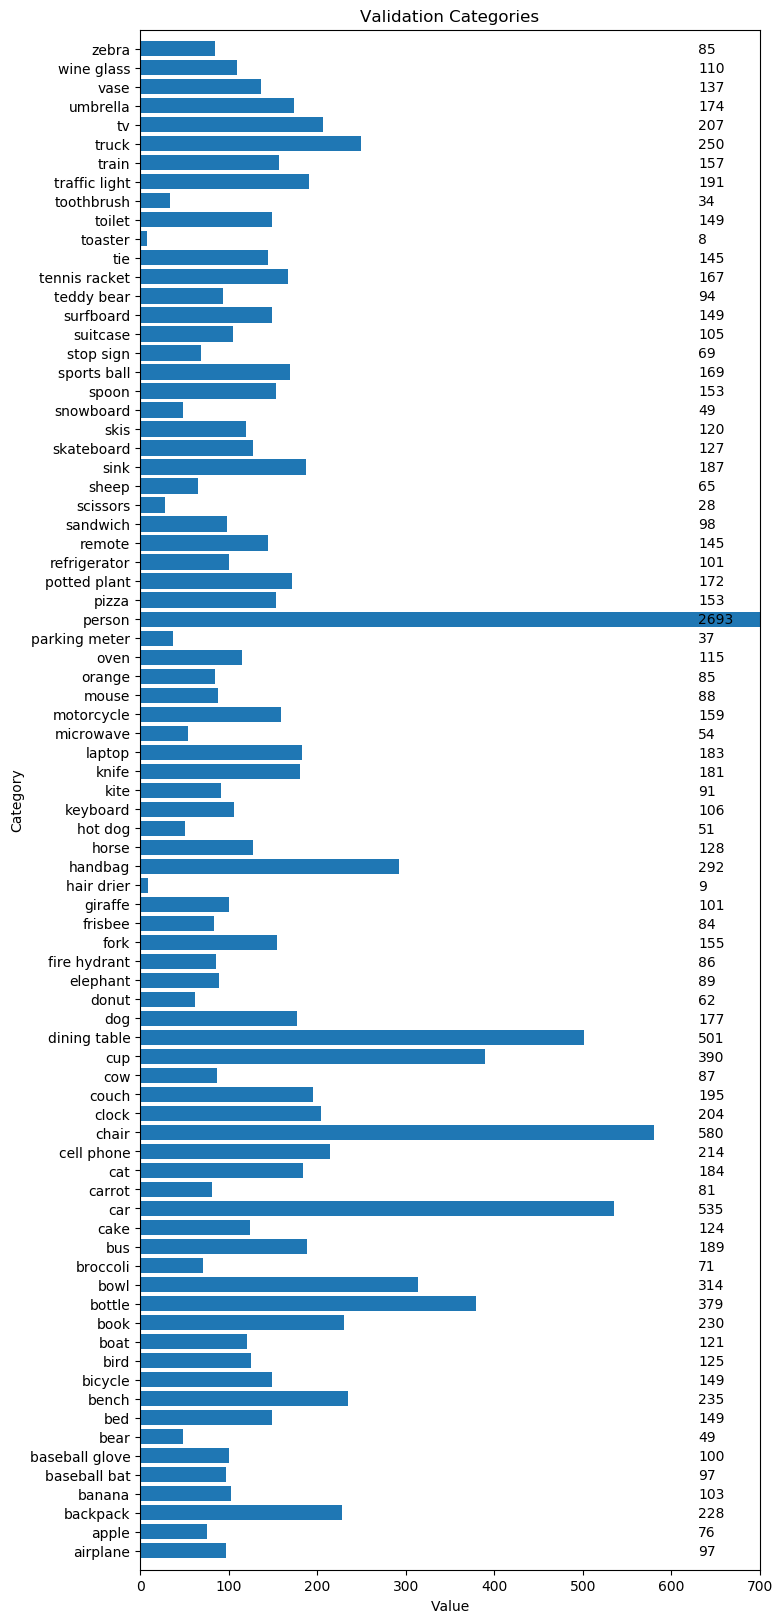 Validation Categories
zebra 85
wine glass 110
vase 137
umbrella 174
tv 207
truck 250
train 157
traffic light 191
toothbrush 34
toilet 149
toaster 8
tie 145
tennis racket 167
teddy bear 94
surfboard 149
suitcase 105
stop sign 69
sports ball 169
spoon 153
snowboard 49
skis 120
skateboard 127
sink 187
sheep 65
scissors 28
sandwich 98
remote 145
refrigerator 101
potted plant 172
pizza 153
person 2693
parking meter 37
oven 115
orange 85
mouse 88
motorcycle 159
microwave 54
laptop 183
knife 181
kite 91
keyboard 106
hot dog 51
horse 128
handbag 292
hair drier 9
giraffe 101
frisbee 84
fork 155
fire hydrant 86
elephant 89
donut 62
dog 177
dining table 501
cup 390
cow 87
couch 195
clock 204
chair 580
cell phone 214
cat 184
carrot 81
car 535
cake 124
bus 189
broccoli 71
bowl 314
bottle 379
book 230
boat 121
bird 125
bicycle 149
bench 235
bed 149
bear 49
baseball glove 100
baseball bat 97
banana 103
backpack 228
apple 76
airplane 97
Category
0 100 200 300 400 500 600 700
Value